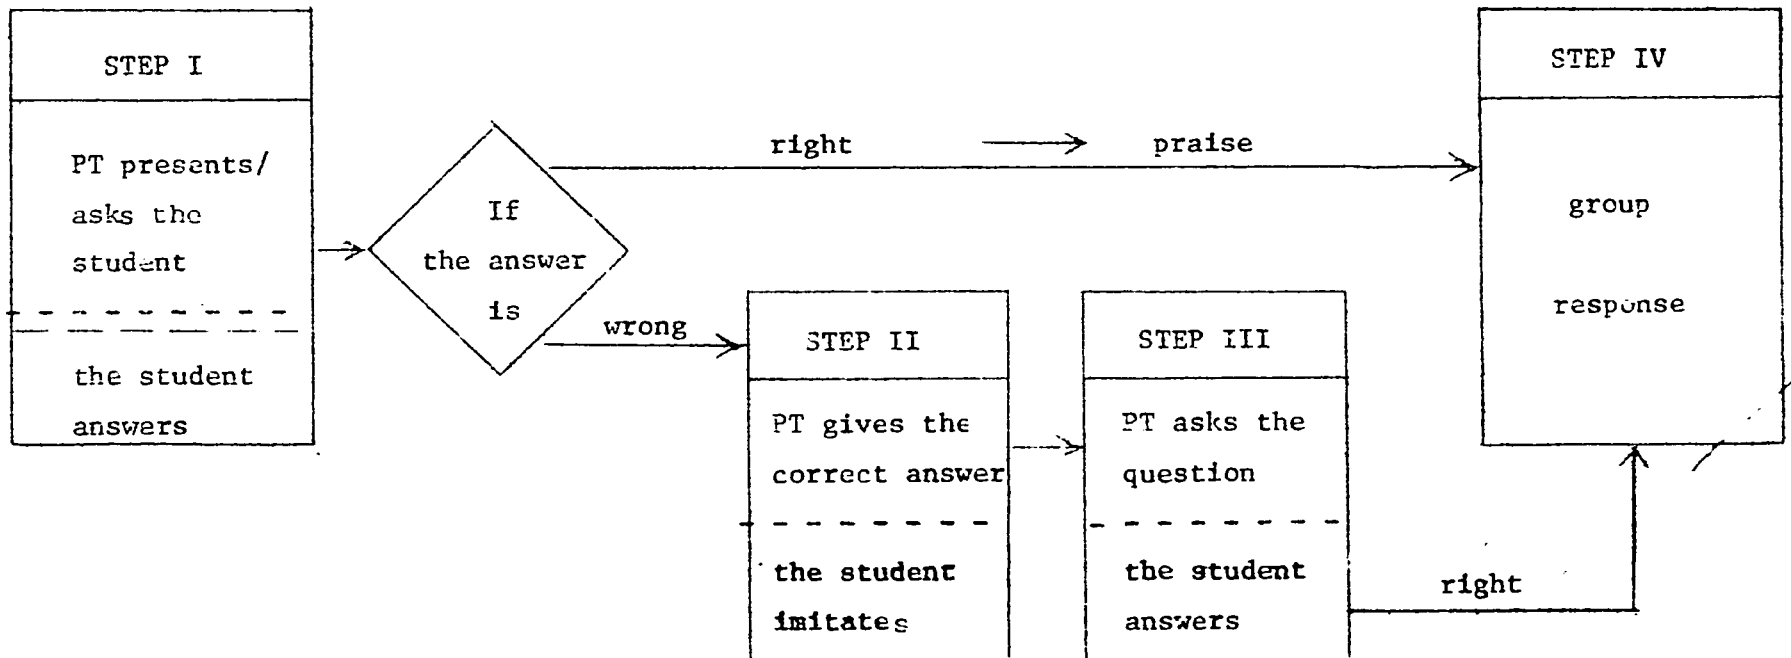 STEP I
PT presents/
asks the
student
the student
answers
If
the answer
is
right → praise
wrong
STEP II
PT gives the
correct answer
the student
imitates
STEP III
PT asks the
question
the student
answers
right
STEP IV
group
response